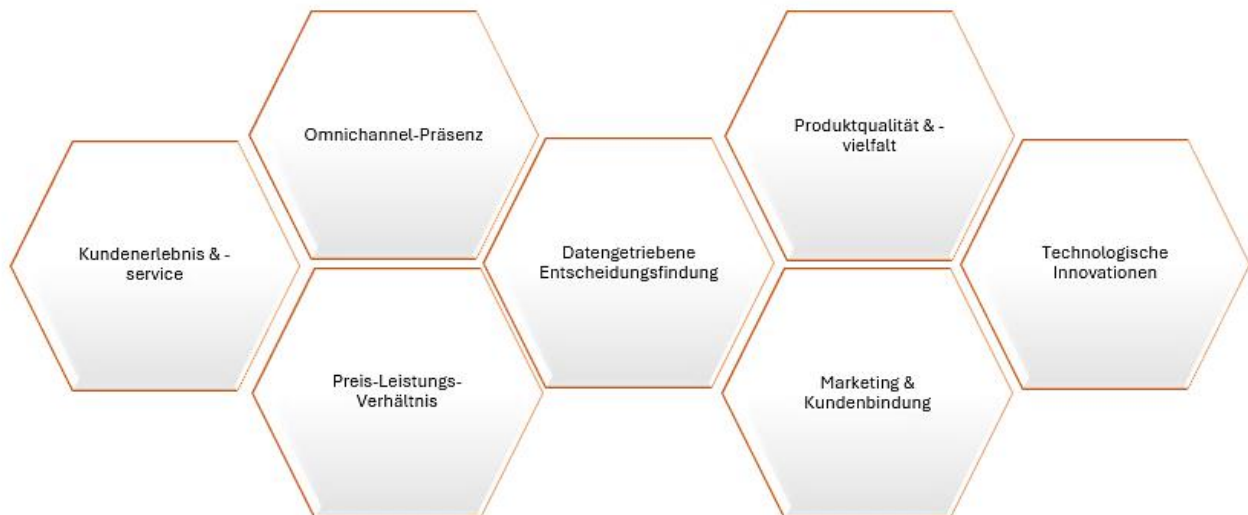 Omnichannel-Präsenz
Produktqualität & -
vielfalt
Kundenerlebnis & -
service
Datengetriebene
Entscheidungsfindung
Technologische
Innovationen
Preis-Leistungs-
Verhältnis
Marketing &
Kundenbindung